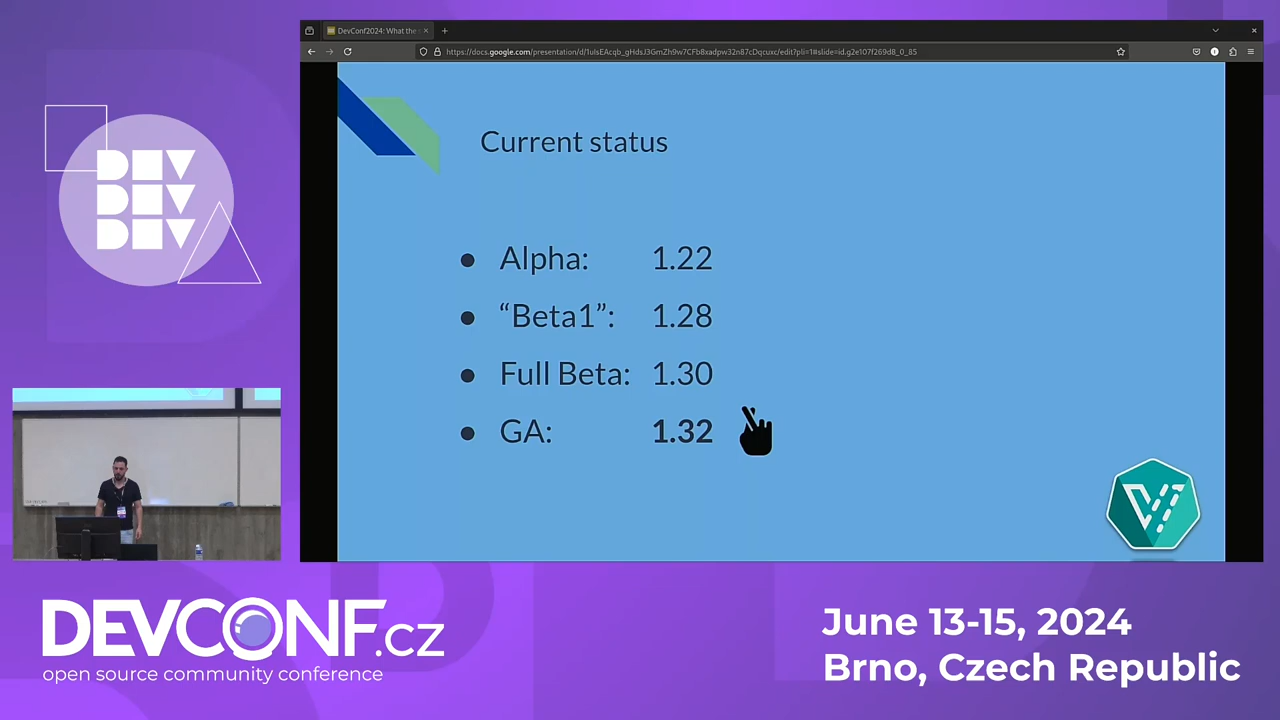 DevConf2024: What the
https://docs.google.com/presentation/d/1uIsEAcqb_gHdsJ3GmZh9w7CFb8xadpw32n87cDqcuxc/edit?pli=1#slide=id.g2e107f269d8_0_85
DEV
DEV
DEV
Current status
● Alpha: 1.22
● “Beta1”: 1.28
● Full Beta: 1.30
● GA: 1.32
DEVCONF.cz
open source community conference
June 13-15, 2024
Brno, Czech Republic